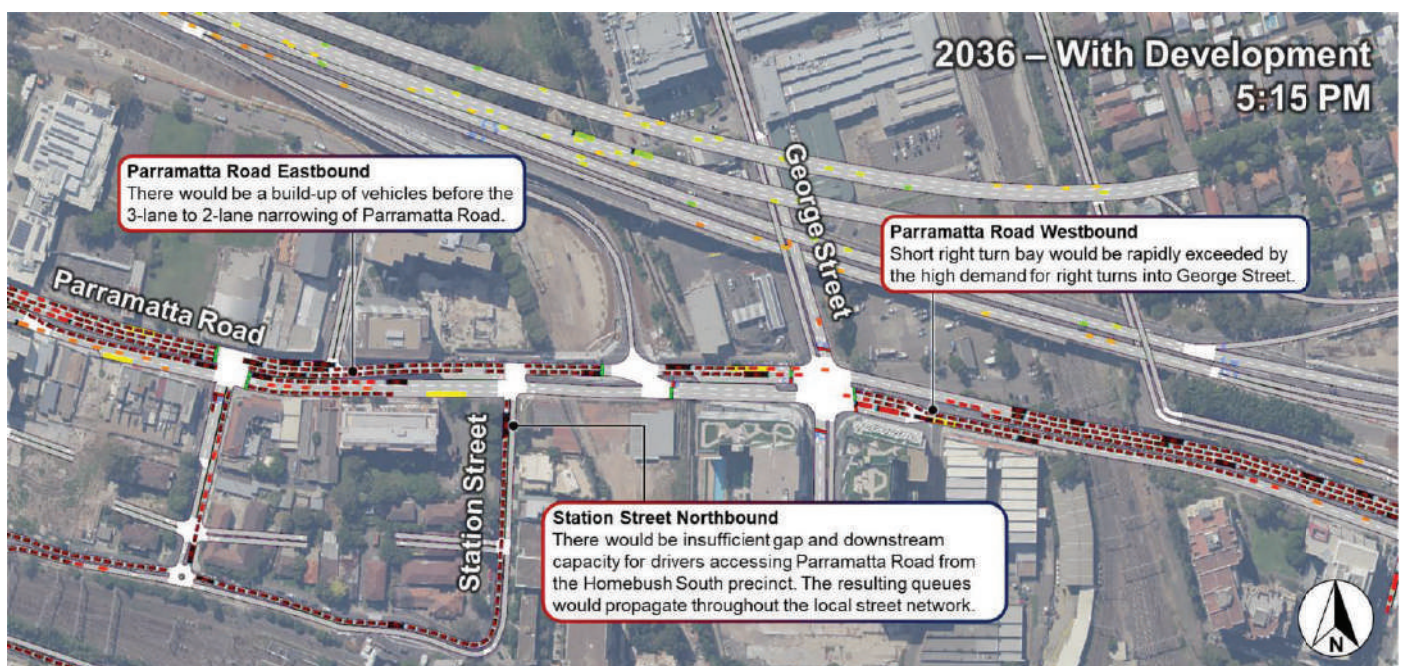 2036 – With Development
5:15 PM
Parramatta Road Eastbound
There would be a build-up of vehicles before the
3-lane to 2-lane narrowing of Parramatta Road.
George Street
Parramatta Road Westbound
Short right turn bay would be rapidly exceeded by
the high demand for right turns into George Street.
Parramatta Road
Station Street
Station Street Northbound
There would be insufficient gap and downstream
capacity for drivers accessing Parramatta Road from
the Homebush South precinct. The resulting queues
would propagate throughout the local street network.
N